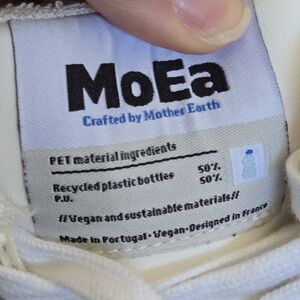 MoEa
Crafted by Mother Earth
PET material ingredients
Recycled plastic bottles 50%
P.U. 50%
//Vegan and sustainable materials//
Made in Portugal • Vegan • Designed in France